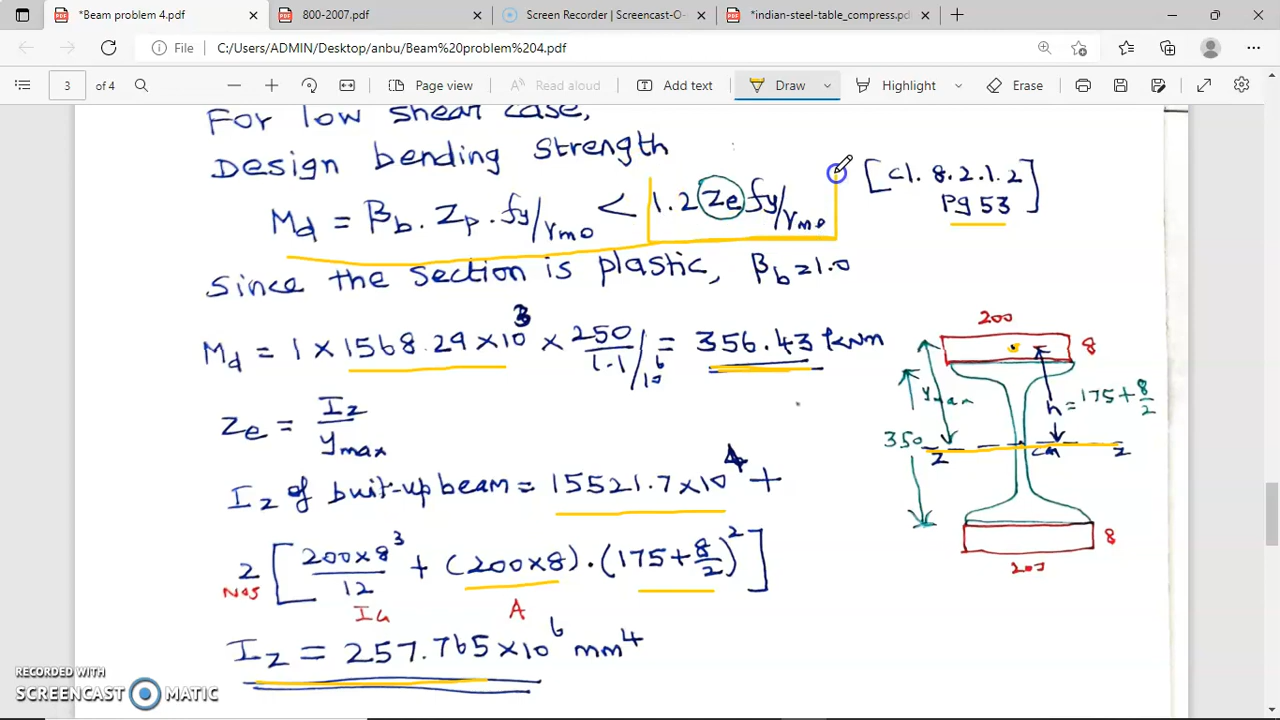 *Beam problem 4.pdf
800-2007.pdf
Screen Recorder | Screencast-O-
*indian-steel-table_compress.pd
File C:/Users/ADMIN/Desktop/anbu/Beam%20problem%204.pdf
3 of 4
Page view
Read aloud
Add text
Draw
Highlight
Erase
For low shear case,
Design bending strength
Md = βb. Zp. fy/γmo < 1.2 Ze fy/γmo
[cl. 8.2.1.2
Pg 53]
Since the section is plastic, βb=1.0
Md = 1 × 1568.29 × 10³ × 250/1.1/10⁶ = 356.43 kNm
Ze = Iz/ymax
Iz of buit-up beam = 15521.7×10⁴ +
2 [200×8³/12 + (200×8).(175+8/2)²]
Nos
IG
A
Iz = 257.765×10⁶ mm⁴
200
8
ymax
h = 175+8/2
350
z
z
8
200
RECORDED WITH
SCREENCAST MATIC